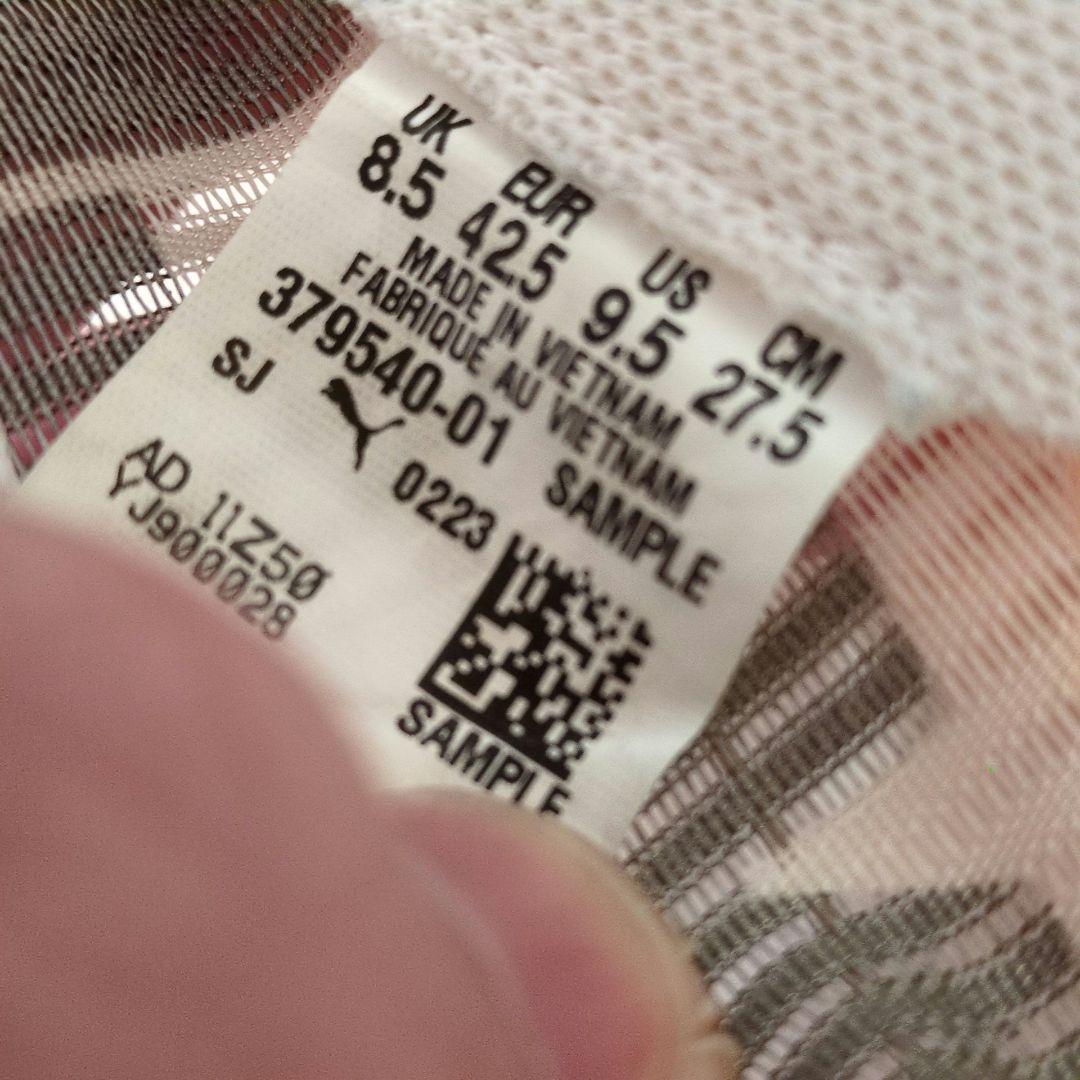 UK EUR US CM
8.5 42.5 9.5 27.5
MADE IN VIETNAM
FABRIQUÉ AU VIETNAM
379540-01 SAMPLE
SJ 0223
AD 11Z50
YJ900028
SAMPLE